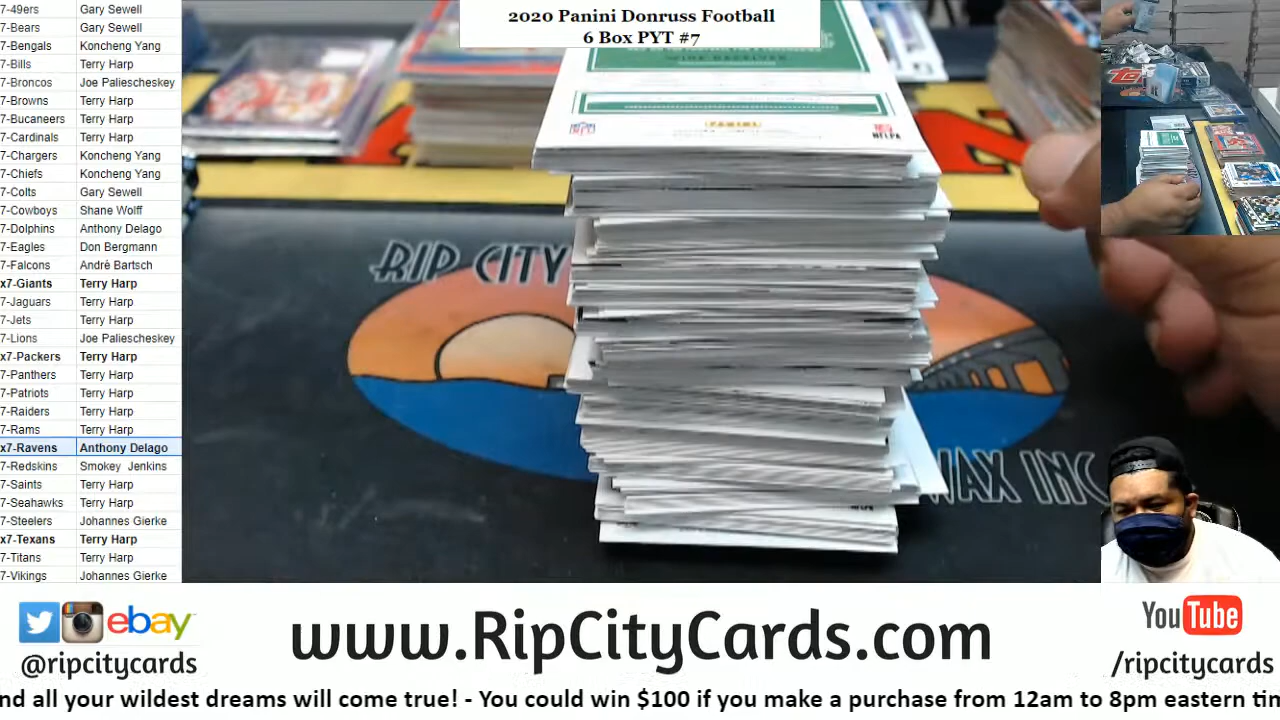 2020 Panini Donruss Football
6 Box PYT #7
7-49ers Gary Sewell
7-Bears Gary Sewell
7-Bengals Koncheng Yang
7-Bills Terry Harp
7-Broncos Joe Paliescheskey
7-Browns Terry Harp
7-Bucaneers Terry Harp
7-Cardinals Terry Harp
7-Chargers Koncheng Yang
7-Chiefs Koncheng Yang
7-Colts Gary Sewell
7-Cowboys Shane Wolff
7-Dolphins Anthony Delago
7-Eagles Don Bergmann
7-Falcons Andrè Bartsch
x7-Giants Terry Harp
7-Jaguars Terry Harp
7-Jets Terry Harp
7-Lions Joe Paliescheskey
x7-Packers Terry Harp
7-Panthers Terry Harp
7-Patriots Terry Harp
7-Raiders Terry Harp
7-Rams Terry Harp
x7-Ravens Anthony Delago
7-Redskins Smokey Jenkins
7-Saints Terry Harp
7-Seahawks Terry Harp
7-Steelers Johannes Gierke
x7-Texans Terry Harp
7-Titans Terry Harp
7-Vikings Johannes Gierke
WIDE RECEIVER
NFL PANINI NFLPA
RIP CITY
WAX INC
ebay
@ripcitycards
www.RipCityCards.com
YouTube
/ripcitycards
nd all your wildest dreams will come true! - You could win $100 if you make a purchase from 12am to 8pm eastern tin